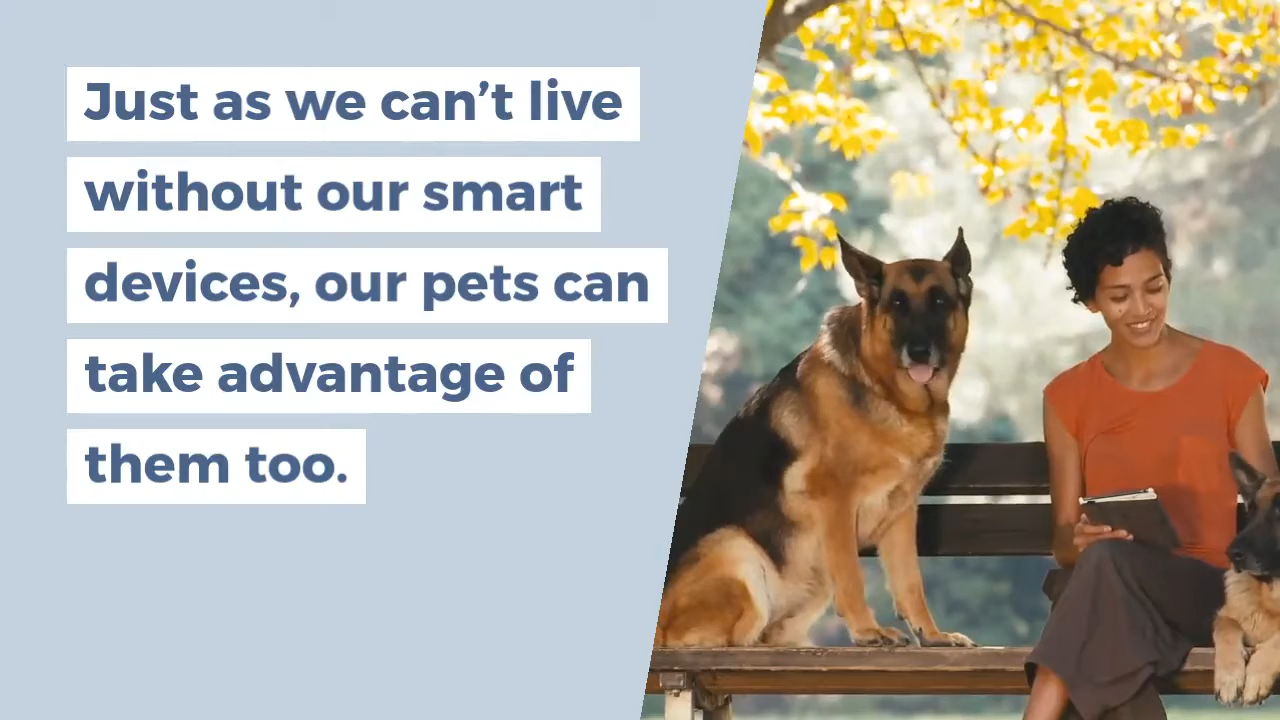 Just as we can’t live
without our smart
devices, our pets can
take advantage of
them too.